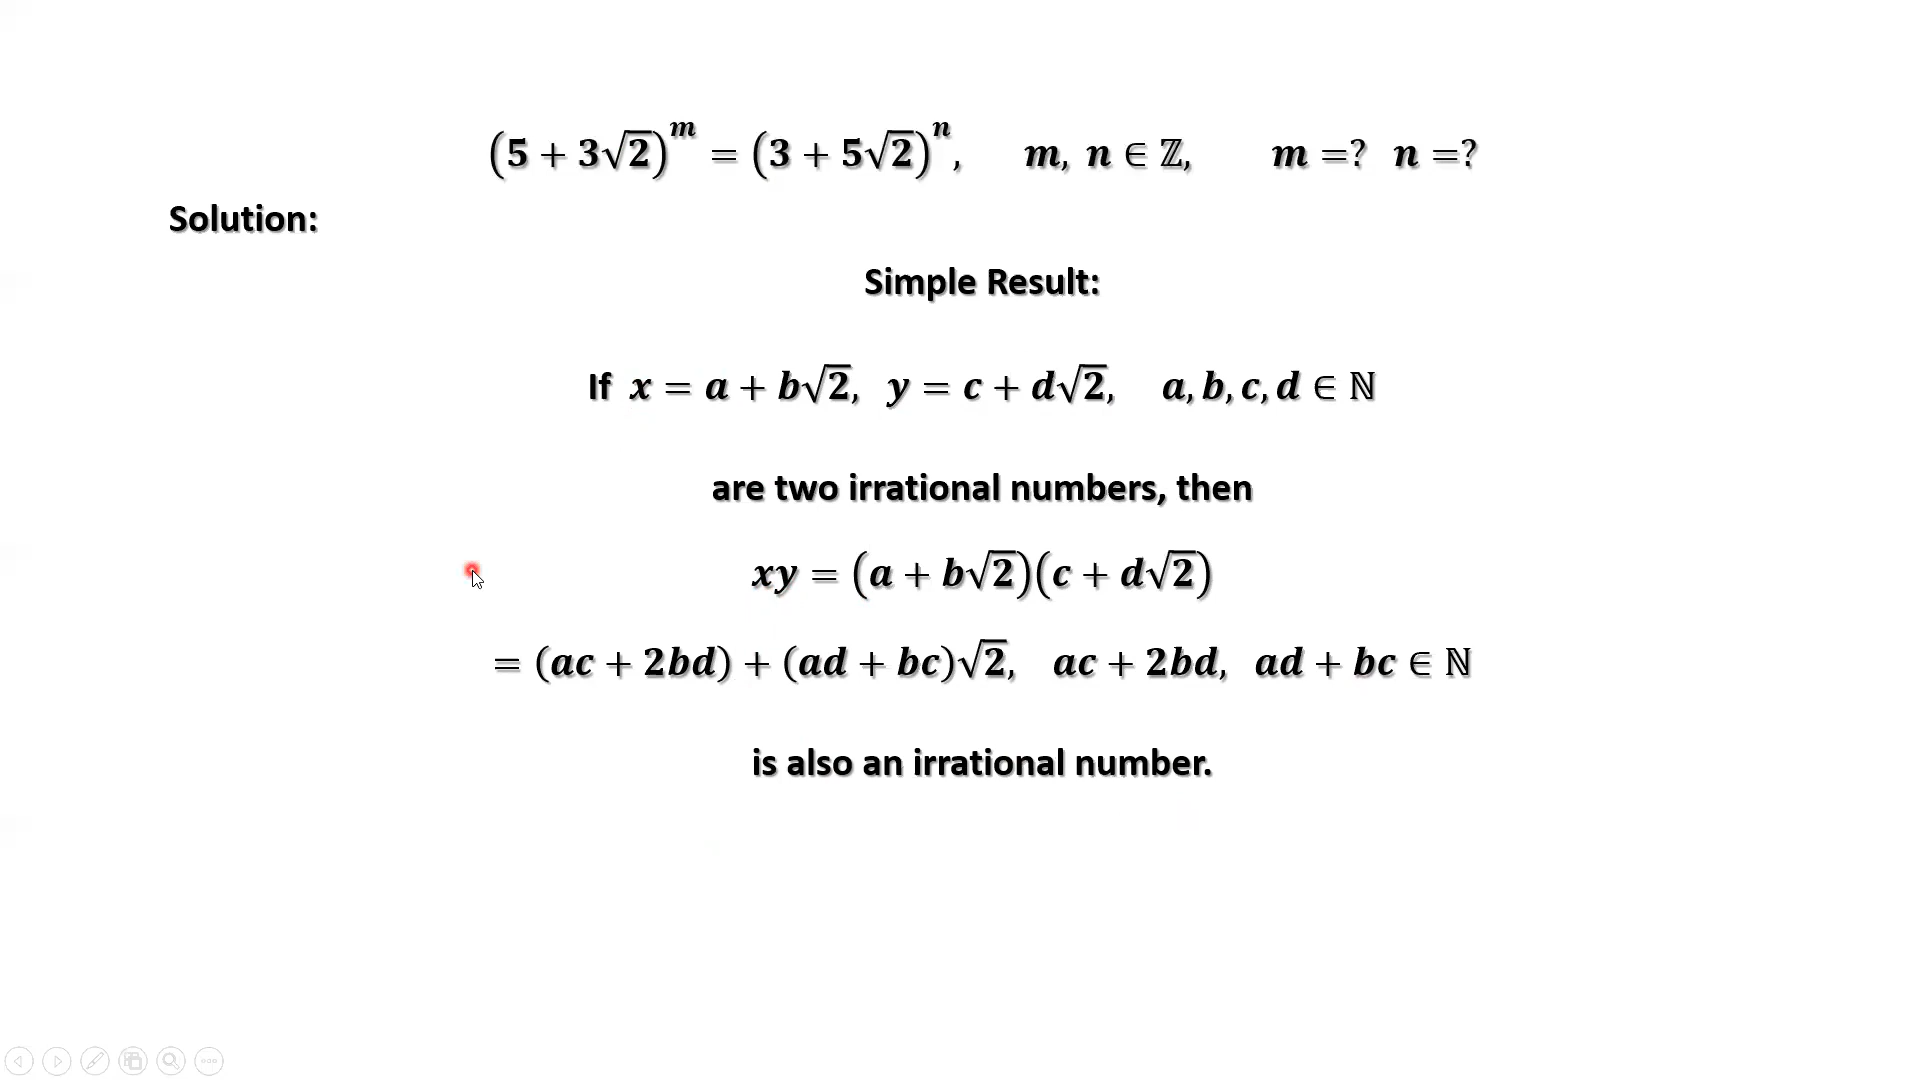 (5 + 3√2)^m = (3 + 5√2)^n, m, n ∈ ℤ, m =? n =?
Solution:
Simple Result:
If x = a + b√2, y = c + d√2, a, b, c, d ∈ ℕ
are two irrational numbers, then
xy = (a + b√2)(c + d√2)
= (ac + 2bd) + (ad + bc)√2, ac + 2bd, ad + bc ∈ ℕ
is also an irrational number.